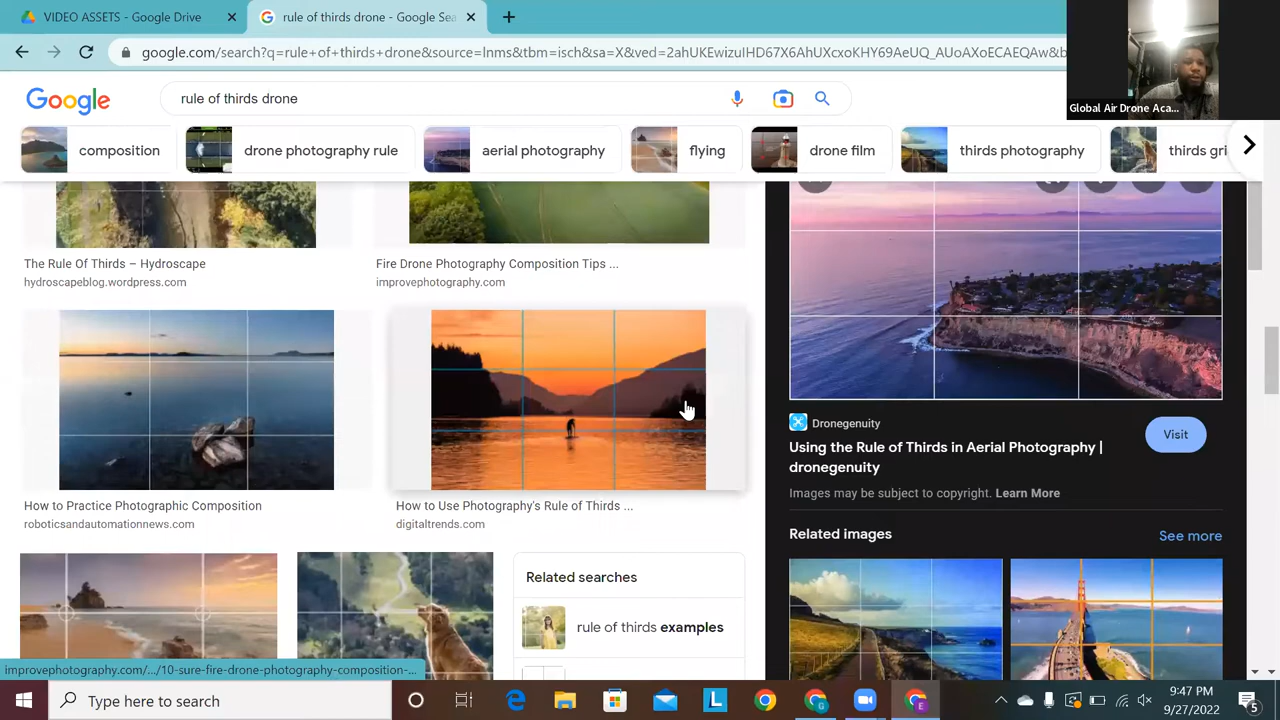 VIDEO ASSETS - Google Drive
rule of thirds drone - Google Sea
google.com/search?q=rule+of+thirds+drone&source=lnms&tbm=isch&sa=X&ved=2ahUKEwizuIHD67X6AhUXcxoKHY69AeUQ_AUoAXoECAEQAw&b
Global Air Drone Aca...
Google
rule of thirds drone
composition
drone photography rule
aerial photography
flying
drone film
thirds photography
thirds gri
The Rule Of Thirds – Hydroscape
hydroscapeblog.wordpress.com
Fire Drone Photography Composition Tips ...
improvephotography.com
How to Practice Photographic Composition
roboticsandautomationnews.com
How to Use Photography's Rule of Thirds ...
digitaltrends.com
Dronegenuity
Using the Rule of Thirds in Aerial Photography |
dronegenuity
Visit
Images may be subject to copyright. Learn More
Related images
See more
Related searches
rule of thirds examples
improvephotography.com/.../10-sure-fire-drone-photography-composition-...
Type here to search
9:47 PM
9/27/2022
5